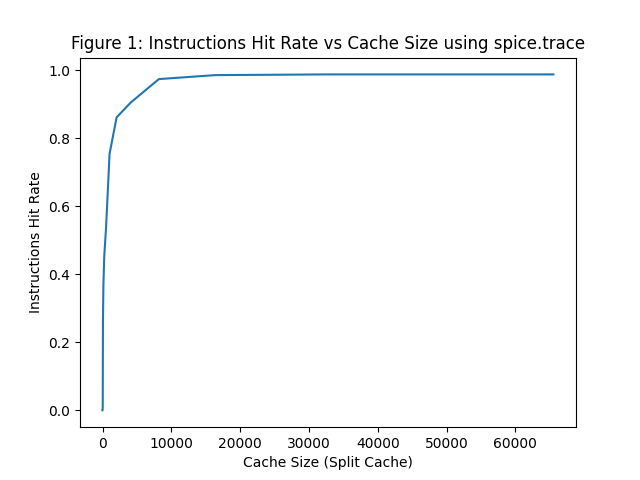 Figure 1: Instructions Hit Rate vs Cache Size using spice.trace
1.0
0.8
0.6
0.4
0.2
0.0
Instructions Hit Rate
0 10000 20000 30000 40000 50000 60000
Cache Size (Split Cache)